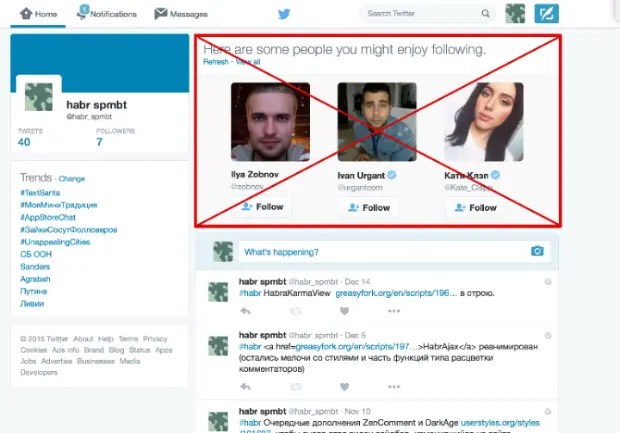 Home
1
Notifications
Messages
Search Twitter
Here are some people you might enjoy following.
Refresh · View all
Ilya Zobnov
@zobnov
Follow
Ivan Urgant
@urgantcom
Follow
Катя Клэп
@Kate_Clapp
Follow
habr spmbt
@habr_spmbt
TWEETS
FOLLOWERS
40
7
Trends · Change
#TextSanta
#МояМиниТрадиция
#AppStoreChat
#ЗайкиСосутФолловеров
#UnappealingCities
СБ ООН
Sanders
Agrabah
Путина
Ливии
© 2015 Twitter About Help Terms Privacy
Cookies Ads info Brand Blog Status Apps
Jobs Advertise Businesses Media
Developers
What's happening?
habr spmbt @habr_spmbt · Dec 14
#habr HabraKarmaView greasyfork.org/en/scripts/196... в строю.
habr spmbt @habr_spmbt · Dec 5
#habr <a href=greasyfork.org/en/scripts/197...>HabrAjax</a> реанимирован
(остались мелочи со стилями и часть функций типа расцветки
комментаторов)
habr spmbt @habr_spmbt · Nov 10
#habr Очередные дополнения ZenComment и DarkAge userstyles.org/styles